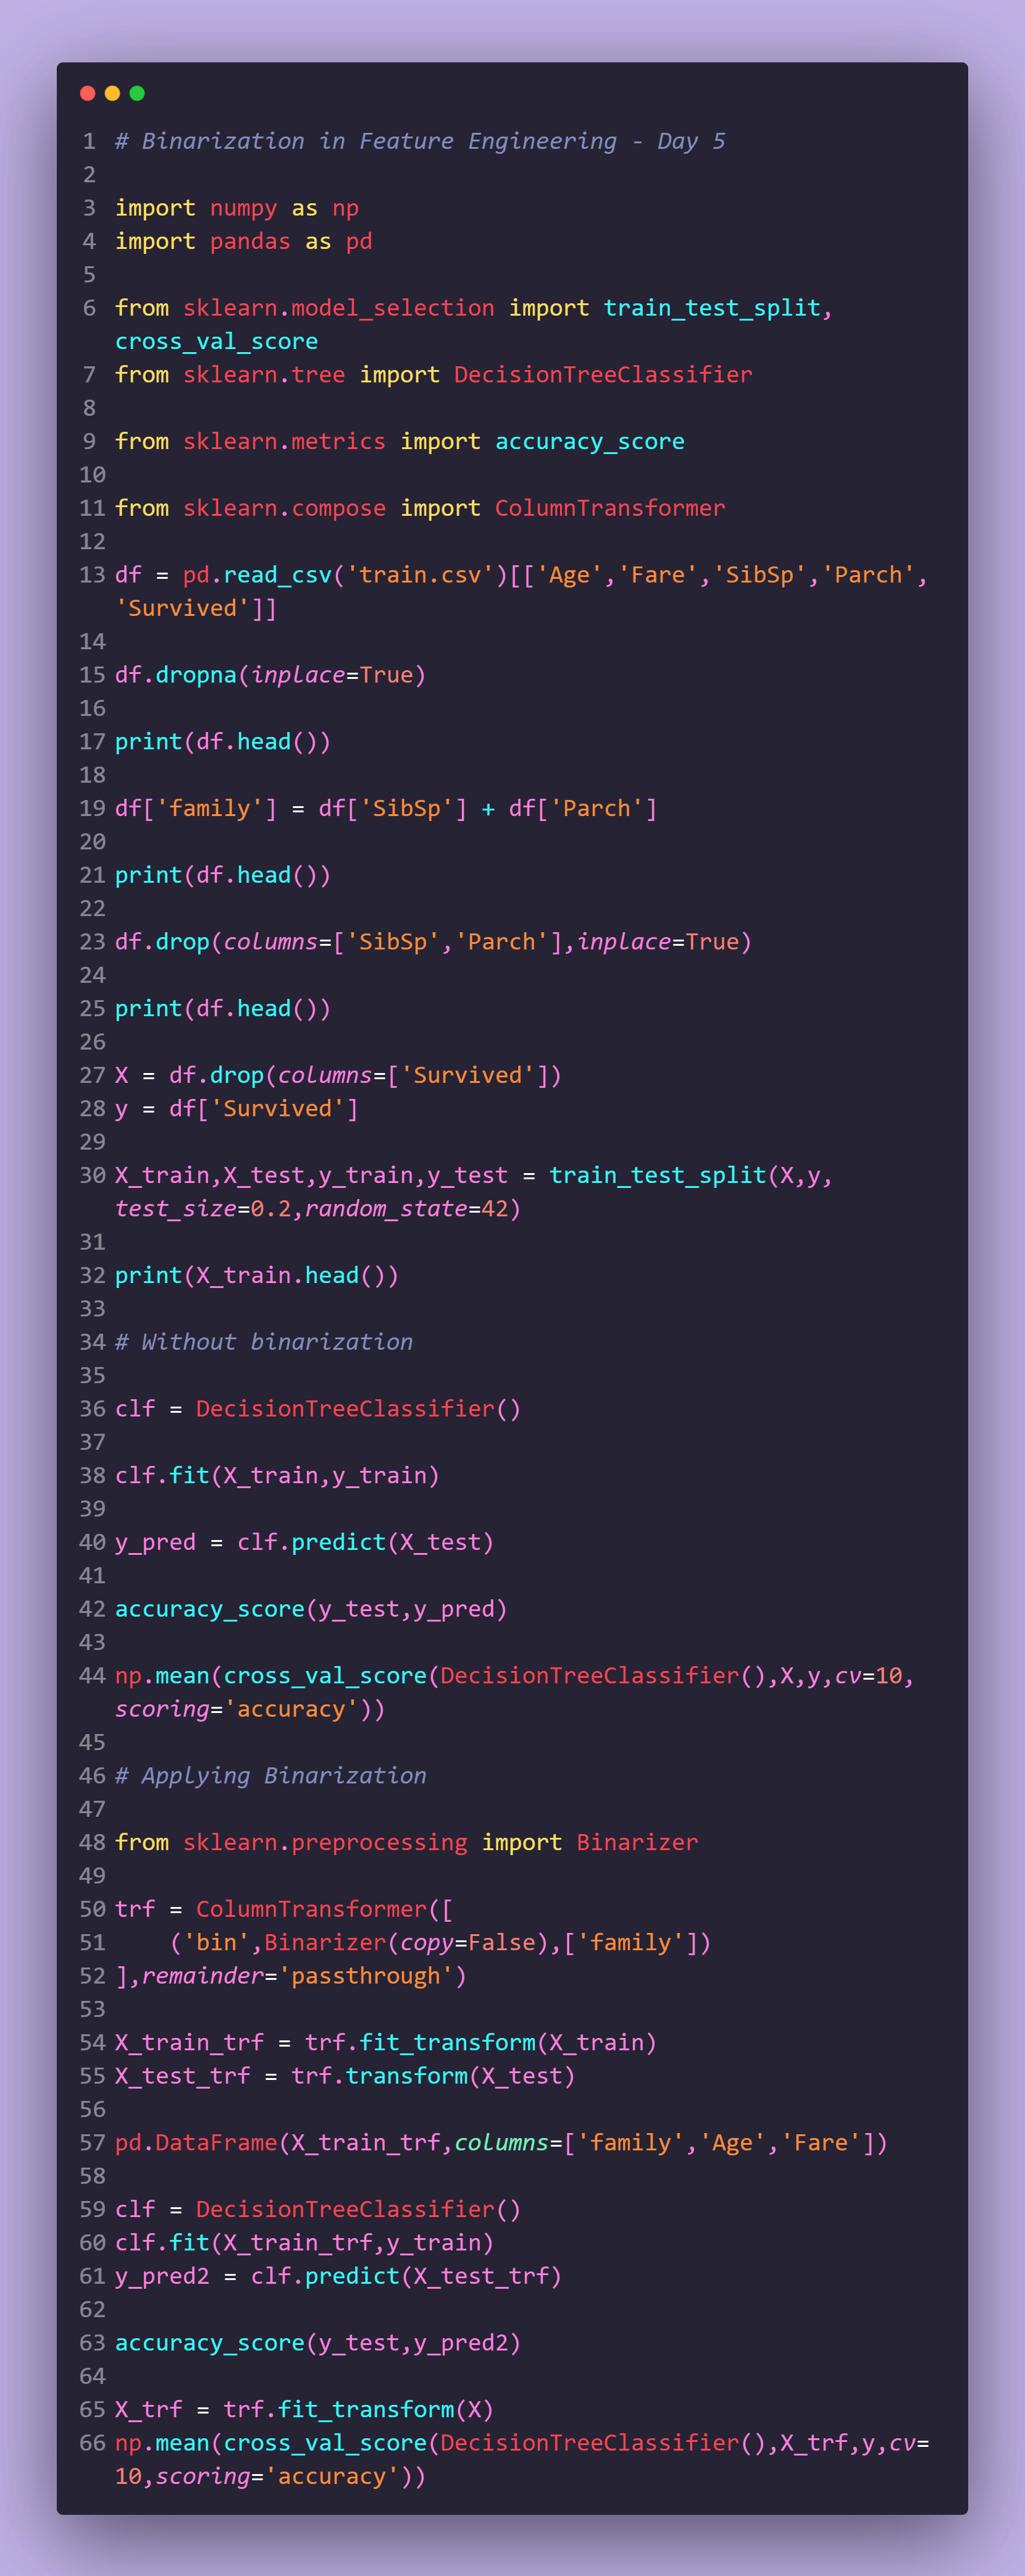 1 # Binarization in Feature Engineering - Day 5
2
3 import numpy as np
4 import pandas as pd
5
6 from sklearn.model_selection import train_test_split,
cross_val_score
7 from sklearn.tree import DecisionTreeClassifier
8
9 from sklearn.metrics import accuracy_score
10
11 from sklearn.compose import ColumnTransformer
12
13 df = pd.read_csv('train.csv')[['Age','Fare','SibSp','Parch',
'Survived']]
14
15 df.dropna(inplace=True)
16
17 print(df.head())
18
19 df['family'] = df['SibSp'] + df['Parch']
20
21 print(df.head())
22
23 df.drop(columns=['SibSp','Parch'],inplace=True)
24
25 print(df.head())
26
27 X = df.drop(columns=['Survived'])
28 y = df['Survived']
29
30 X_train,X_test,y_train,y_test = train_test_split(X,y,
test_size=0.2,random_state=42)
31
32 print(X_train.head())
33
34 # Without binarization
35
36 clf = DecisionTreeClassifier()
37
38 clf.fit(X_train,y_train)
39
40 y_pred = clf.predict(X_test)
41
42 accuracy_score(y_test,y_pred)
43
44 np.mean(cross_val_score(DecisionTreeClassifier(),X,y,cv=10,
scoring='accuracy'))
45
46 # Applying Binarization
47
48 from sklearn.preprocessing import Binarizer
49
50 trf = ColumnTransformer([
51     ('bin',Binarizer(copy=False),['family'])
52 ],remainder='passthrough')
53
54 X_train_trf = trf.fit_transform(X_train)
55 X_test_trf = trf.transform(X_test)
56
57 pd.DataFrame(X_train_trf,columns=['family','Age','Fare'])
58
59 clf = DecisionTreeClassifier()
60 clf.fit(X_train_trf,y_train)
61 y_pred2 = clf.predict(X_test_trf)
62
63 accuracy_score(y_test,y_pred2)
64
65 X_trf = trf.fit_transform(X)
66 np.mean(cross_val_score(DecisionTreeClassifier(),X_trf,y,cv=
10,scoring='accuracy'))